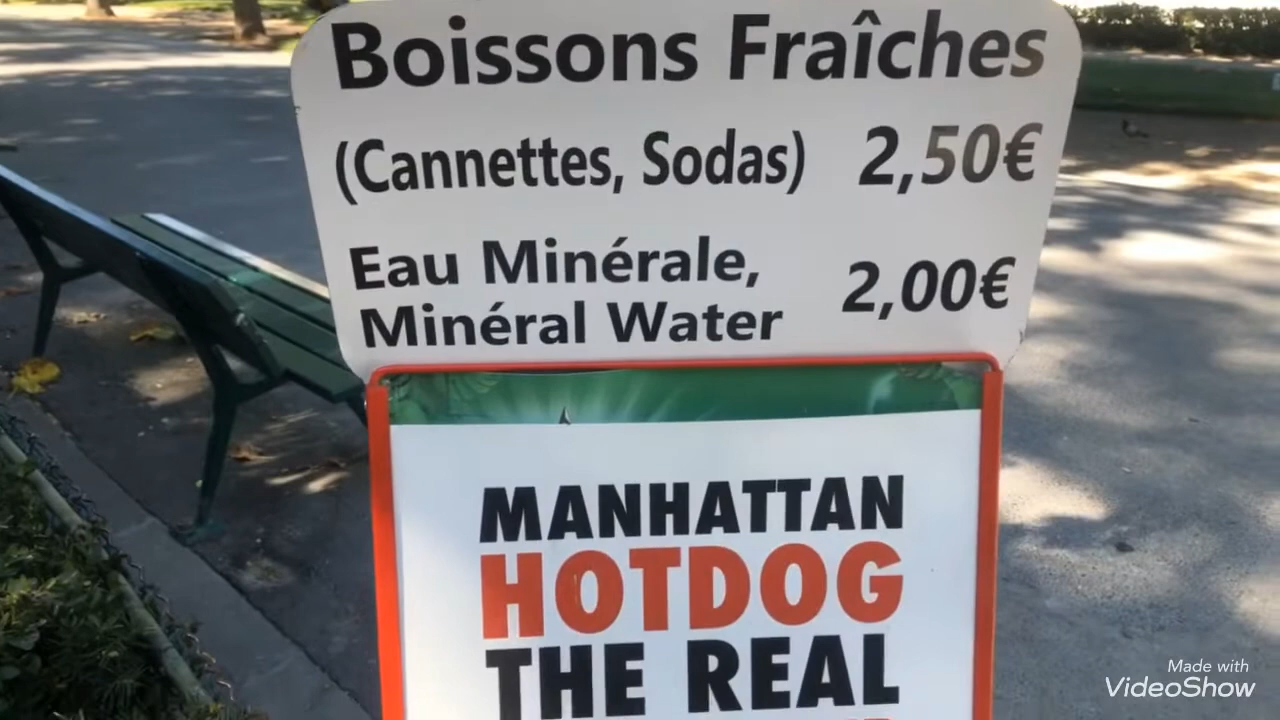 Boissons Fraîches
(Cannettes, Sodas) 2,50€
Eau Minérale,
Minéral Water 2,00€
MANHATTAN
HOTDOG
THE REAL
Made with
VideoShow